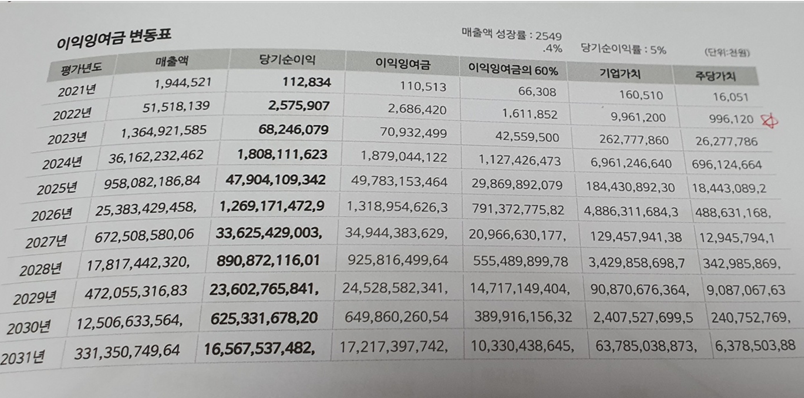 이익잉여금 변동표
매출액 성장률 : 2549
.4%
당기순이익률 : 5%
(단위:천원)
평가년도 매출액 당기순이익 이익잉여금 이익잉여금의 60% 기업가치 주당가치
2021년 1,944,521 112,834 110,513 66,308 160,510 16,051
2022년 51,518,139 2,575,907 2,686,420 1,611,852 9,961,200 996,120
2023년 1,364,921,585 68,246,079 70,932,499 42,559,500 262,777,860 26,277,786
2024년 36,162,232,462 1,808,111,623 1,879,044,122 1,127,426,473 6,961,246,640 696,124,664
2025년 958,082,186,84 47,904,109,342 49,783,153,464 29,869,892,079 184,430,892,30 18,443,089,2
2026년 25,383,429,458, 1,269,171,472,9 1,318,954,626,3 791,372,775,82 4,886,311,684,3 488,631,168,
2027년 672,508,580,06 33,625,429,003, 34,944,383,629, 20,966,630,177, 129,457,941,38 12,945,794,1
2028년 17,817,442,320, 890,872,116,01 925,816,499,64 555,489,899,78 3,429,858,698,7 342,985,869,
2029년 472,055,316,83 23,602,765,841, 24,528,582,341, 14,717,149,404, 90,870,676,364, 9,087,067,63
2030년 12,506,633,564, 625,331,678,20 649,860,260,54 389,916,156,32 2,407,527,699,5 240,752,769,
2031년 331,350,749,64 16,567,537,482, 17,217,397,742, 10,330,438,645, 63,785,038,873, 6,378,503,88